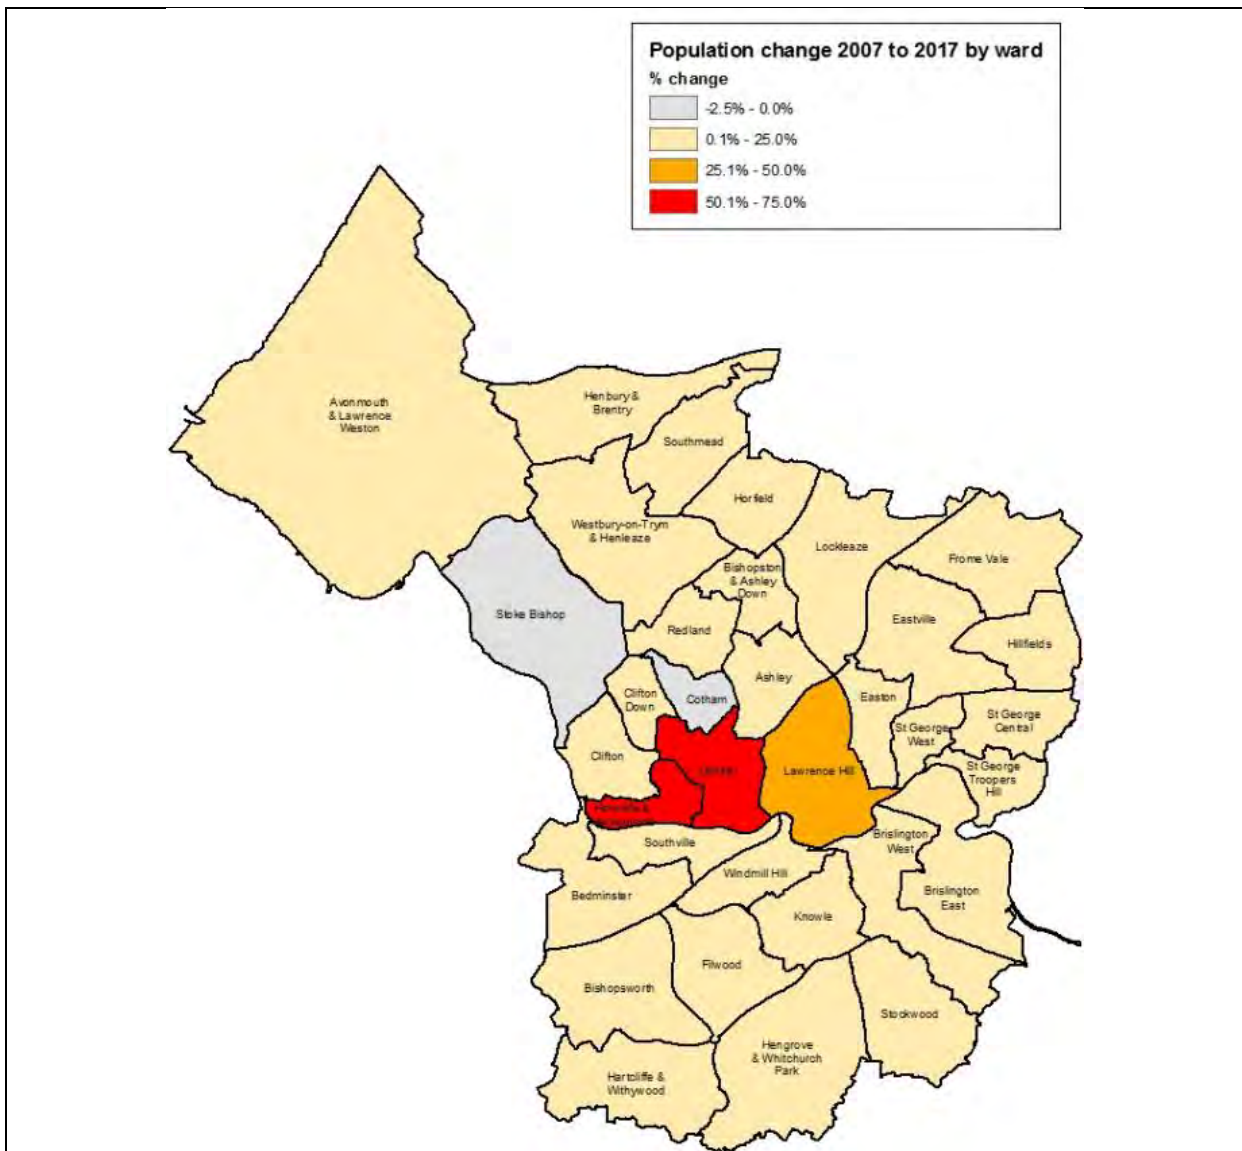 Population change 2007 to 2017 by ward
% change
-2.5% - 0.0%
0.1% - 25.0%
25.1% - 50.0%
50.1% - 75.0%
Avonmouth
& Lawrence
Weston
Henbury &
Brentry
Southmead
Horfield
Westbury-on-Trym
& Henleaze
Lockleaze
Frome Vale
Bishopston
& Ashley
Down
Stoke Bishop
Redland
Eastville
Hillfields
Ashley
Clifton
Down
Cotham
Easton
St George
West
St George
Central
Clifton
Lawrence Hill
St George
Troopers
Hill
Southville
Brislington
West
Windmill Hill
Bedminster
Brislington
East
Knowle
Filwood
Bishopsworth
Stockwood
Hengrove
& Whitchurch
Park
Hartcliffe &
Withywood